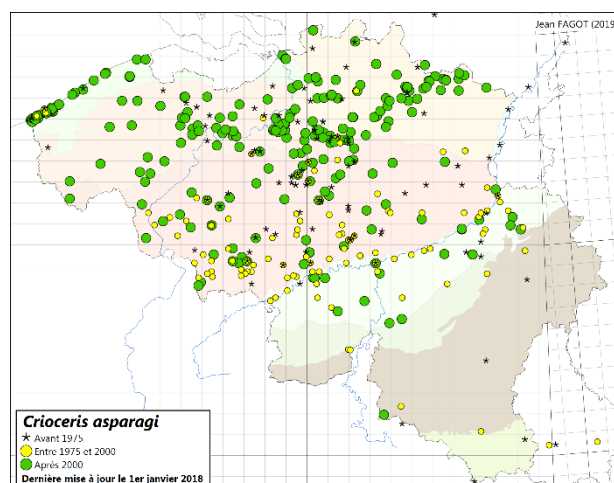 Jean FAGOT (2019
Crioceris asparagi
Avant 1975
Entre 1975 et 2000
Après 2000
Dernière mise à jour le 1er janvier 2018